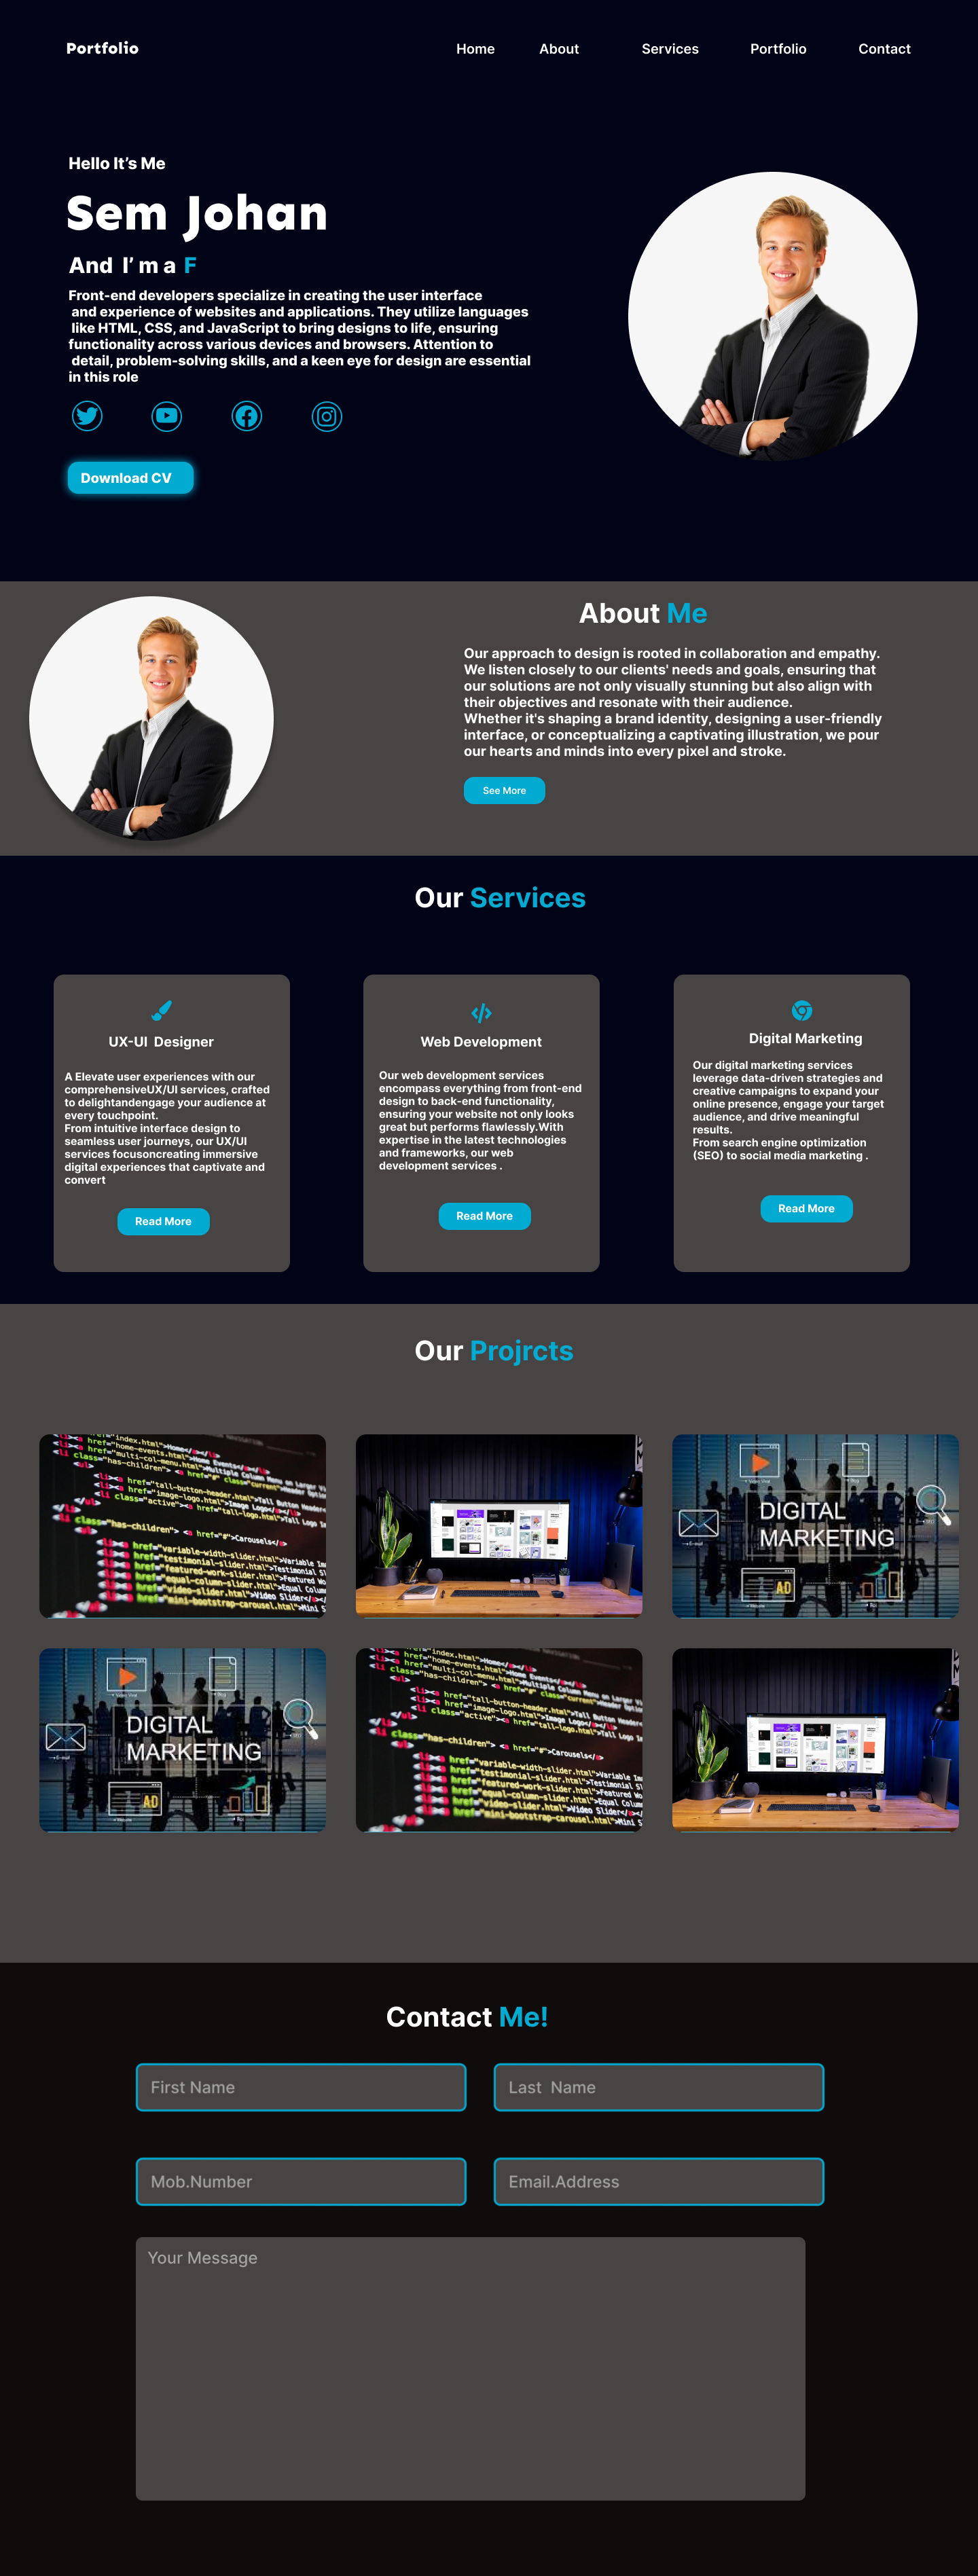 Portfolio
Home About Services Portfolio Contact
Hello It’s Me
Sem Johan
And I’ m a F
Front-end developers specialize in creating the user interface
and experience of websites and applications. They utilize languages
like HTML, CSS, and JavaScript to bring designs to life, ensuring
functionality across various devices and browsers. Attention to
detail, problem-solving skills, and a keen eye for design are essential
in this role
Download CV
About Me
Our approach to design is rooted in collaboration and empathy.
We listen closely to our clients' needs and goals, ensuring that
our solutions are not only visually stunning but also align with
their objectives and resonate with their audience.
Whether it's shaping a brand identity, designing a user-friendly
interface, or conceptualizing a captivating illustration, we pour
our hearts and minds into every pixel and stroke.
See More
Our Services
UX-UI Designer
A Elevate user experiences with our
comprehensiveUX/UI services, crafted
to delightandengage your audience at
every touchpoint.
From intuitive interface design to
seamless user journeys, our UX/UI
services focusoncreating immersive
digital experiences that captivate and
convert
Read More
Web Development
Our web development services
encompass everything from front-end
design to back-end functionality,
ensuring your website not only looks
great but performs flawlessly.With
expertise in the latest technologies
and frameworks, our web
development services .
Read More
Digital Marketing
Our digital marketing services
leverage data-driven strategies and
creative campaigns to expand your
online presence, engage your target
audience, and drive meaningful
results.
From search engine optimization
(SEO) to social media marketing .
Read More
Our Projrcts
DIGITAL
MARKETING
AD
DIGITAL
MARKETING
AD
Contact Me!
First Name
Last Name
Mob.Number
Email.Address
Your Message